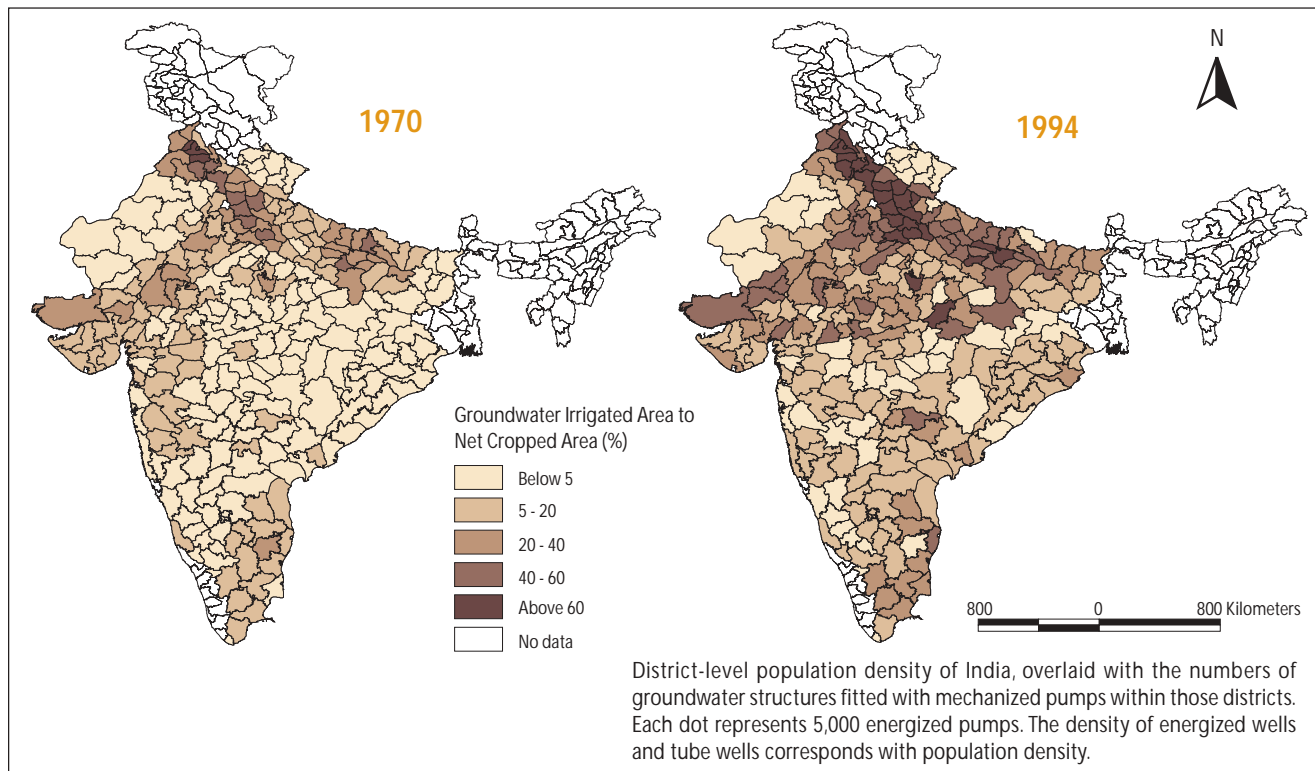 1970
1994
N
Groundwater Irrigated Area to
Net Cropped Area (%)
Below 5
5 - 20
20 - 40
40 - 60
Above 60
No data
800 0 800 Kilometers
District-level population density of India, overlaid with the numbers of
groundwater structures fitted with mechanized pumps within those districts.
Each dot represents 5,000 energized pumps. The density of energized wells
and tube wells corresponds with population density.